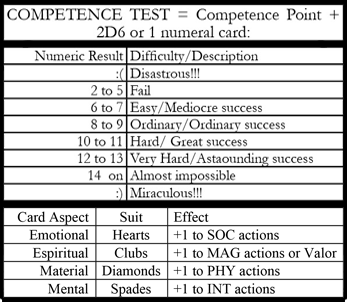 COMPETENCE TEST = Competence Point +
2D6 or 1 numeral card:
Numeric Result Difficulty/Description
:( Disastrous!!!
2 to 5 Fail
6 to 7 Easy/Mediocre success
8 to 9 Ordinary/Ordinary success
10 to 11 Hard/ Great success
12 to 13 Very Hard/Astaounding success
14 on Almost impossible
:) Miraculous!!!
Card Aspect Suit Effect
Emotional Hearts +1 to SOC actions
Espiritual Clubs +1 to MAG actions or Valor
Material Diamonds +1 to PHY actions
Mental Spades +1 to INT actions